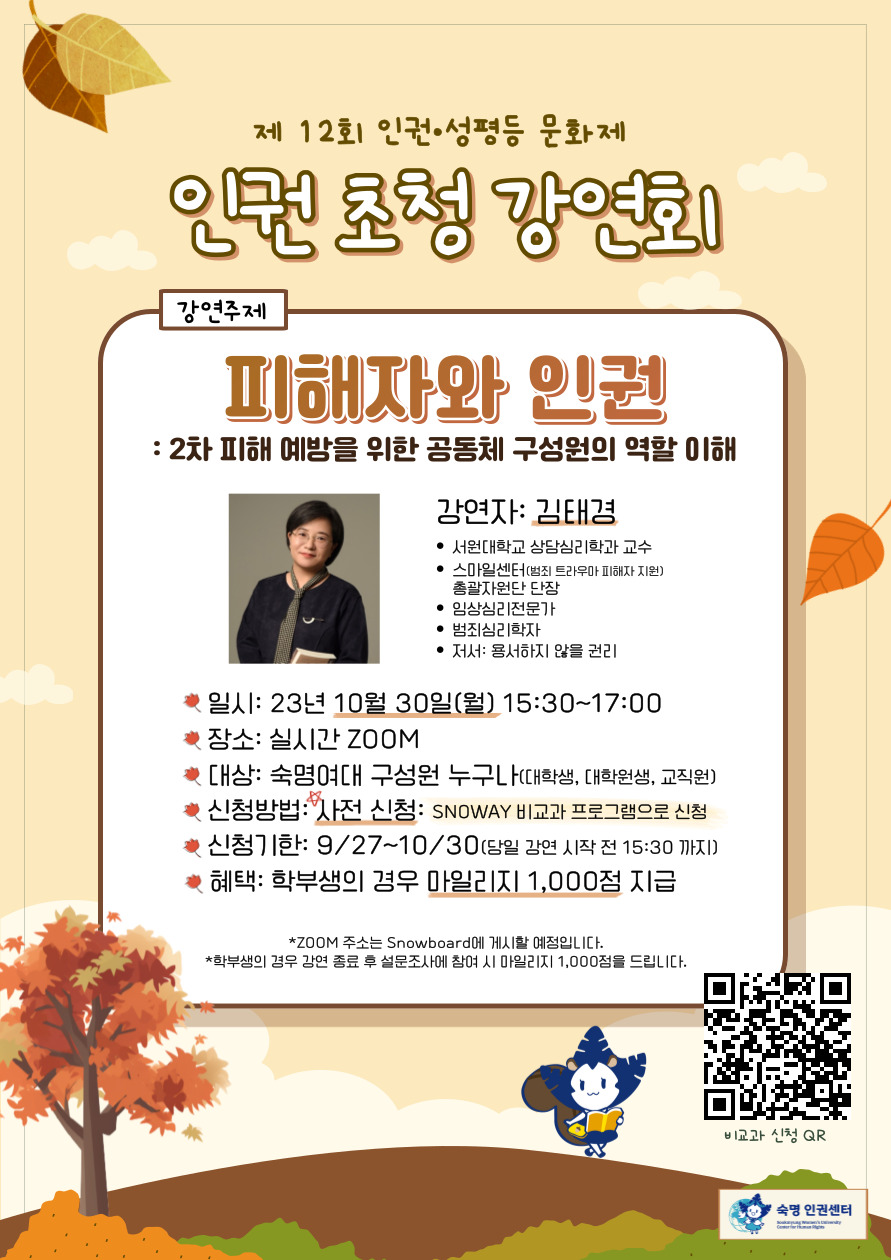 제 12회 인권•성평등 문화제
인권 초청 강연회
강연주제
피해자와 인권
: 2차 피해 예방을 위한 공동체 구성원의 역할 이해
강연자: 김태경
• 서원대학교 상담심리학과 교수
• 스마일센터(범죄 트라우마 피해자 지원)
총괄자원단 단장
• 임상심리전문가
• 범죄심리학자
• 저서: 용서하지 않을 권리
일시: 23년 10월 30일(월) 15:30~17:00
장소: 실시간 ZOOM
대상: 숙명여대 구성원 누구나(대학생, 대학원생, 교직원)
신청방법: 사전 신청: SNOWAY 비교과 프로그램으로 신청
신청기한: 9/27~10/30(당일 강연 시작 전 15:30 까지)
혜택: 학부생의 경우 마일리지 1,000점 지급
*ZOOM 주소는 Snowboard에 게시할 예정입니다.
*학부생의 경우 강연 종료 후 설문조사에 참여 시 마일리지 1,000점을 드립니다.
비교과 신청 QR
숙명 인권센터
Sookmyung Women's University
Center for Human Rights